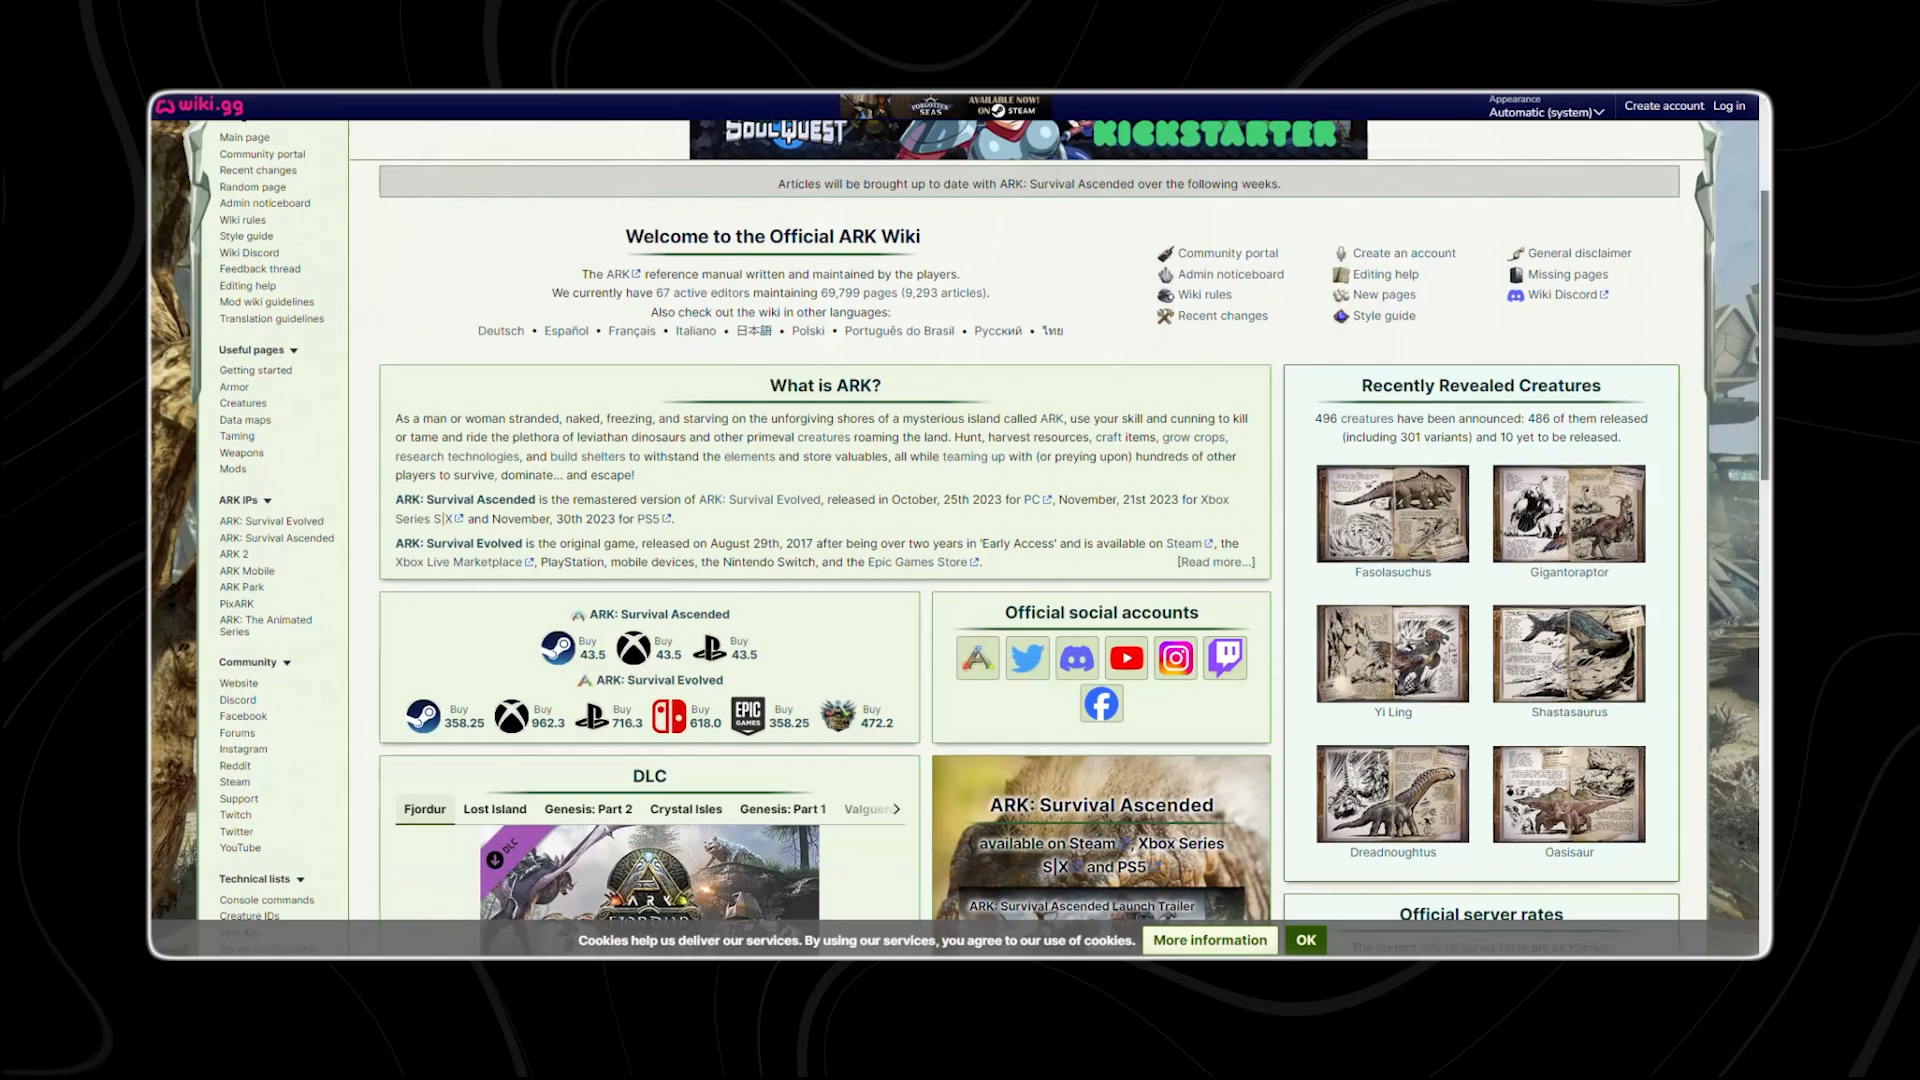 wiki.gg
FORGOTTEN
SEAS
AVAILABLE NOW!
ON STEAM
Appearance
Automatic (system)
Create account
Log in
Main page
Community portal
Recent changes
Random page
Admin noticeboard
Wiki rules
Style guide
Wiki Discord
Feedback thread
Editing help
Mod wiki guidelines
Translation guidelines
Useful pages
Getting started
Armor
Creatures
Data maps
Taming
Weapons
Mods
ARK IPs
ARK: Survival Evolved
ARK: Survival Ascended
ARK 2
ARK Mobile
ARK Park
PixARK
ARK: The Animated
Series
Community
Website
Discord
Facebook
Forums
Instagram
Reddit
Steam
Support
Twitch
Twitter
YouTube
Technical lists
Console commands
Creature IDs
SOULQUEST
KICKSTARTER
Articles will be brought up to date with ARK: Survival Ascended over the following weeks.
Welcome to the Official ARK Wiki
The ARK reference manual written and maintained by the players.
We currently have 67 active editors maintaining 69,799 pages (9,293 articles).
Also check out the wiki in other languages:
Deutsch • Español • Français • Italiano • 日本語 • Polski • Português do Brasil • Русский • ไทย
Community portal
Admin noticeboard
Wiki rules
Recent changes
Create an account
Editing help
New pages
Style guide
General disclaimer
Missing pages
Wiki Discord
What is ARK?
As a man or woman stranded, naked, freezing, and starving on the unforgiving shores of a mysterious island called ARK, use your skill and cunning to kill
or tame and ride the plethora of leviathan dinosaurs and other primeval creatures roaming the land. Hunt, harvest resources, craft items, grow crops,
research technologies, and build shelters to withstand the elements and store valuables, all while teaming up with (or preying upon) hundreds of other
players to survive, dominate... and escape!
ARK: Survival Ascended is the remastered version of ARK: Survival Evolved, released in October, 25th 2023 for PC, November, 21st 2023 for Xbox
Series S|X and November, 30th 2023 for PS5.
ARK: Survival Evolved is the original game, released on August 29th, 2017 after being over two years in 'Early Access' and is available on Steam, the
Xbox Live Marketplace, PlayStation, mobile devices, the Nintendo Switch, and the Epic Games Store.
[Read more...]
ARK: Survival Ascended
Buy
43.5
Buy
43.5
Buy
43.5
ARK: Survival Evolved
Buy
358.25
Buy
962.3
Buy
716.3
Buy
618.0
EPIC
GAMES
Buy
358.25
Buy
472.2
Official social accounts
DLC
Fjordur
Lost Island
Genesis: Part 2
Crystal Isles
Genesis: Part 1
Valguer
DLC
ARK
FJORDUR
ARK: Survival Ascended
available on Steam, Xbox Series
S|X and PS5
ARK: Survival Ascended Launch Trailer
Recently Revealed Creatures
496 creatures have been announced: 486 of them released
(including 301 variants) and 10 yet to be released.
Fasolasuchus
Gigantoraptor
Yi Ling
Shastasaurus
Dreadnoughtus
Oasisaur
Official server rates
Cookies help us deliver our services. By using our services, you agree to our use of cookies.
More information
OK